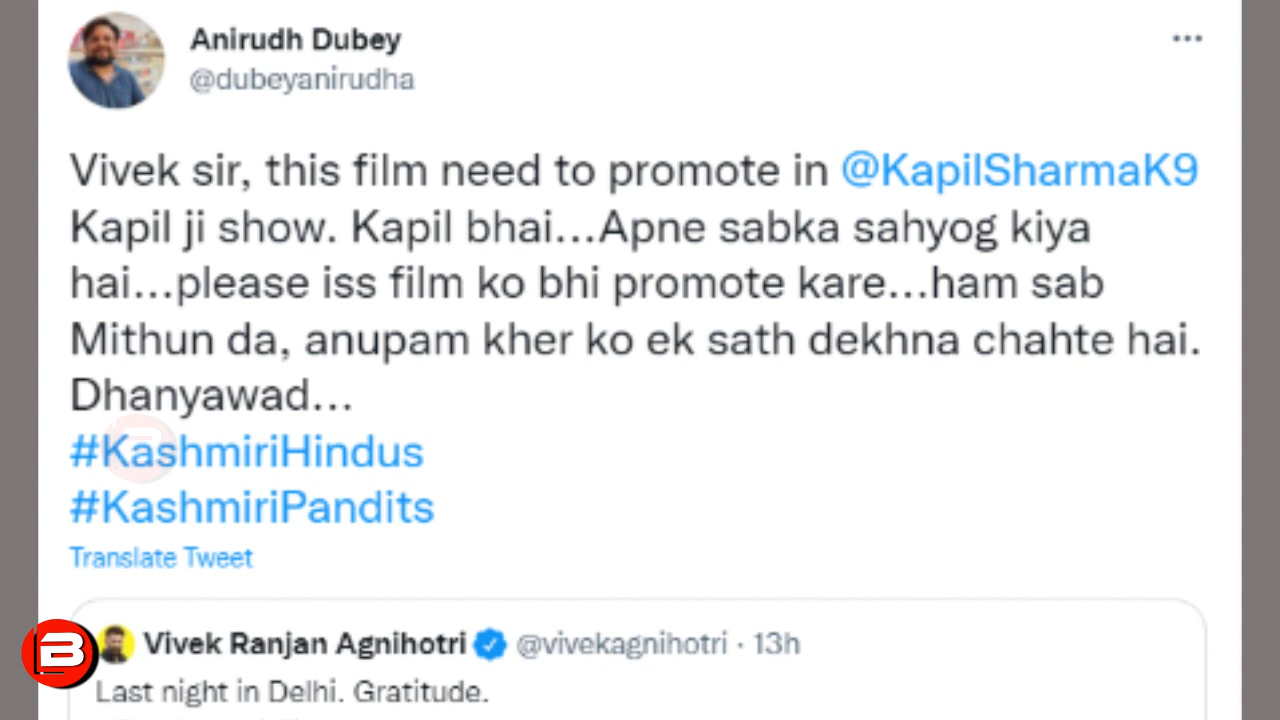 Anirudh Dubey
@dubeyanirudha
Vivek sir, this film need to promote in @KapilSharmaK9
Kapil ji show. Kapil bhai...Apne sabka sahyog kiya
hai...please iss film ko bhi promote kare...ham sab
Mithun da, anupam kher ko ek sath dekhna chahte hai.
Dhanyawad...
#KashmiriHindus
#KashmiriPandits
Translate Tweet
Vivek Ranjan Agnihotri @vivekagnihotri · 13h
B
Last night in Delhi. Gratitude.